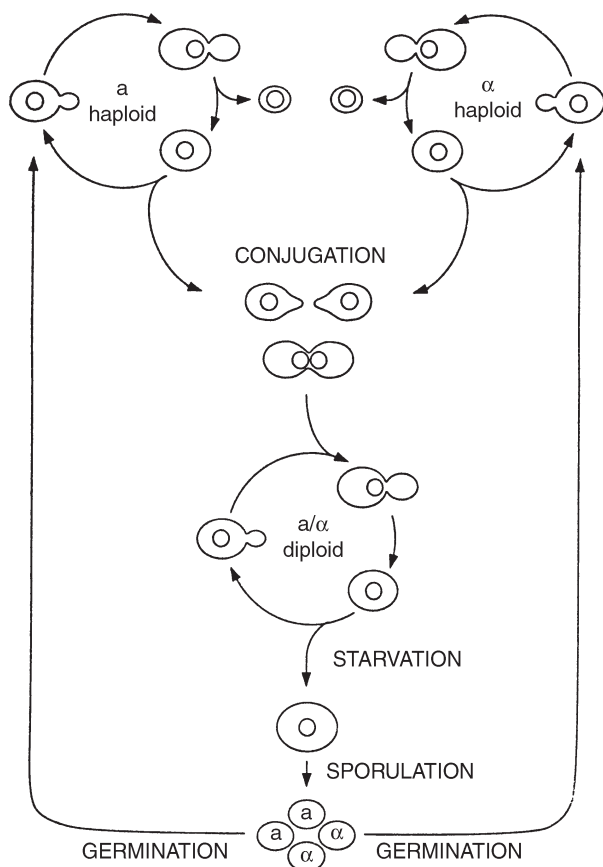 a
haploid
α
haploid
CONJUGATION
a/α
diploid
STARVATION
SPORULATION
a
a
α
α
GERMINATION
GERMINATION